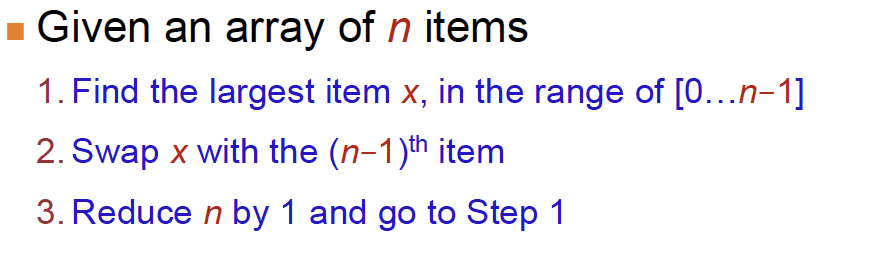 Given an array of n items
1. Find the largest item x, in the range of [0…n−1]
2. Swap x with the (n−1)th item
3. Reduce n by 1 and go to Step 1